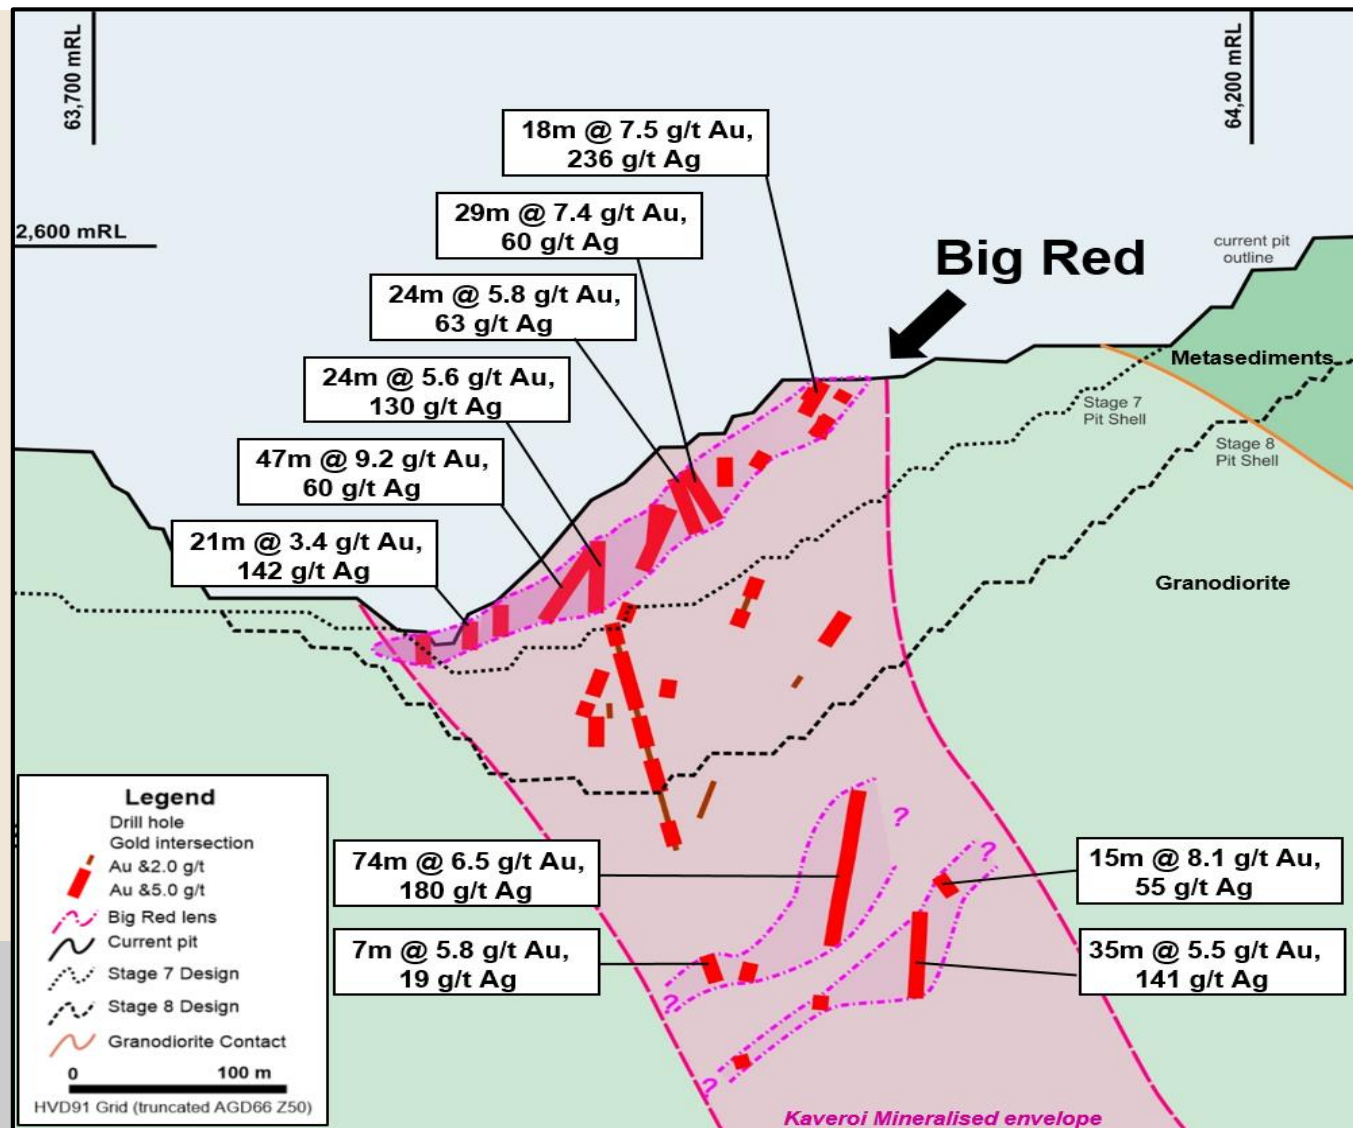 63,700 mRL
64,200 mRL
18m @ 7.5 g/t Au,
236 g/t Ag
29m @ 7.4 g/t Au,
60 g/t Ag
2,600 mRL
Big Red
current pit
outline
24m @ 5.8 g/t Au,
63 g/t Ag
Metasediments
24m @ 5.6 g/t Au,
130 g/t Ag
Stage 7
Pit Shell
Stage 8
Pit Shell
47m @ 9.2 g/t Au,
60 g/t Ag
21m @ 3.4 g/t Au,
142 g/t Ag
Granodiorite
Legend
Drill hole
Gold intersection
Au &2.0 g/t
Au &5.0 g/t
Big Red lens
Current pit
Stage 7 Design
Stage 8 Design
Granodiorite Contact
0 100 m
HVD91 Grid (truncated AGD66 Z50)
74m @ 6.5 g/t Au,
180 g/t Ag
?
?
15m @ 8.1 g/t Au,
55 g/t Ag
7m @ 5.8 g/t Au,
19 g/t Ag
35m @ 5.5 g/t Au,
141 g/t Ag
?
?
Kaveroi Mineralised envelope